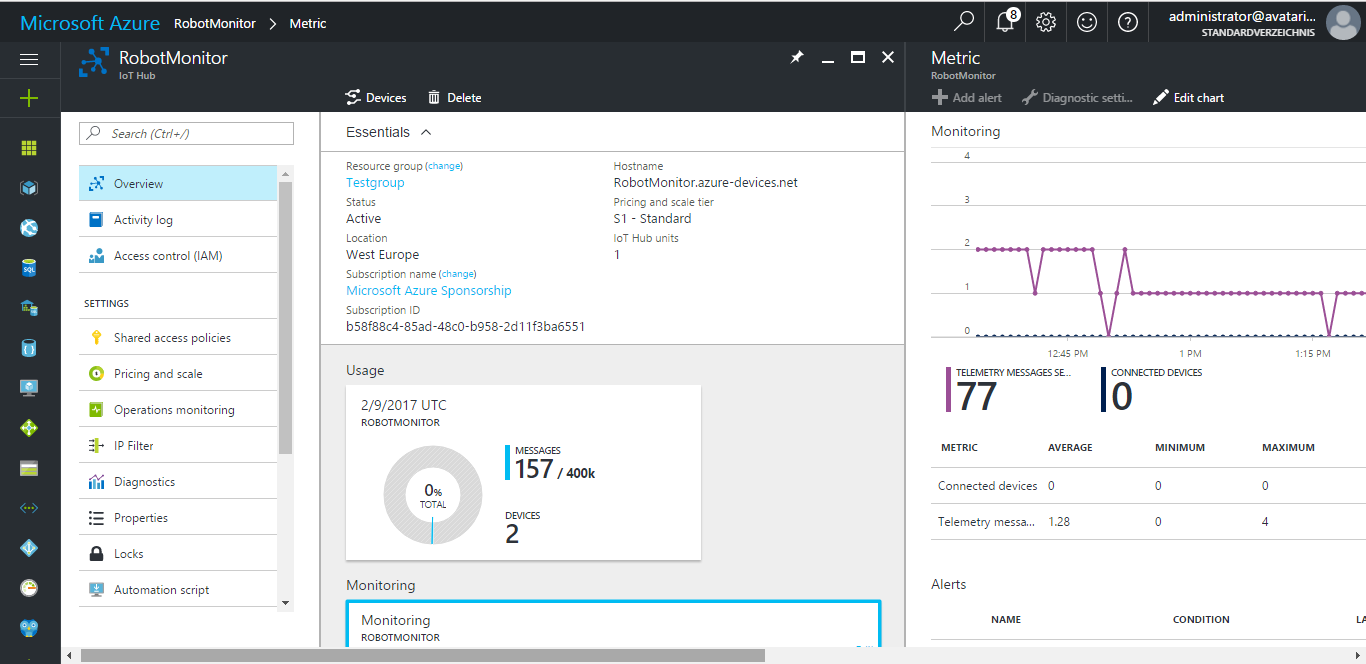 Microsoft Azure RobotMonitor > Metric
8
administrator@avatari...
STANDARDVERZEICHNIS
RobotMonitor
IoT Hub
Devices
Delete
Search (Ctrl+/)
Overview
Activity log
Access control (IAM)
SETTINGS
Shared access policies
Pricing and scale
Operations monitoring
IP Filter
Diagnostics
Properties
Locks
Automation script
SQL
Essentials
Resource group (change)
Testgroup
Status
Active
Location
West Europe
Subscription name (change)
Microsoft Azure Sponsorship
Subscription ID
b58f88c4-85ad-48c0-b958-2d11f3ba6551
Hostname
RobotMonitor.azure-devices.net
Pricing and scale tier
S1 - Standard
IoT Hub units
1
Usage
2/9/2017 UTC
ROBOTMONITOR
0%
TOTAL
MESSAGES
157 / 400k
DEVICES
2
Monitoring
Monitoring
ROBOTMONITOR
Metric
RobotMonitor
Add alert
Diagnostic setti...
Edit chart
Monitoring
4
3
2
1
0
12:45 PM 1 PM 1:15 PM
TELEMETRY MESSAGES SE...
77
CONNECTED DEVICES
0
METRIC AVERAGE MINIMUM MAXIMUM
Connected devices 0 0 0
Telemetry messa... 1.28 0 4
Alerts
NAME CONDITION LA